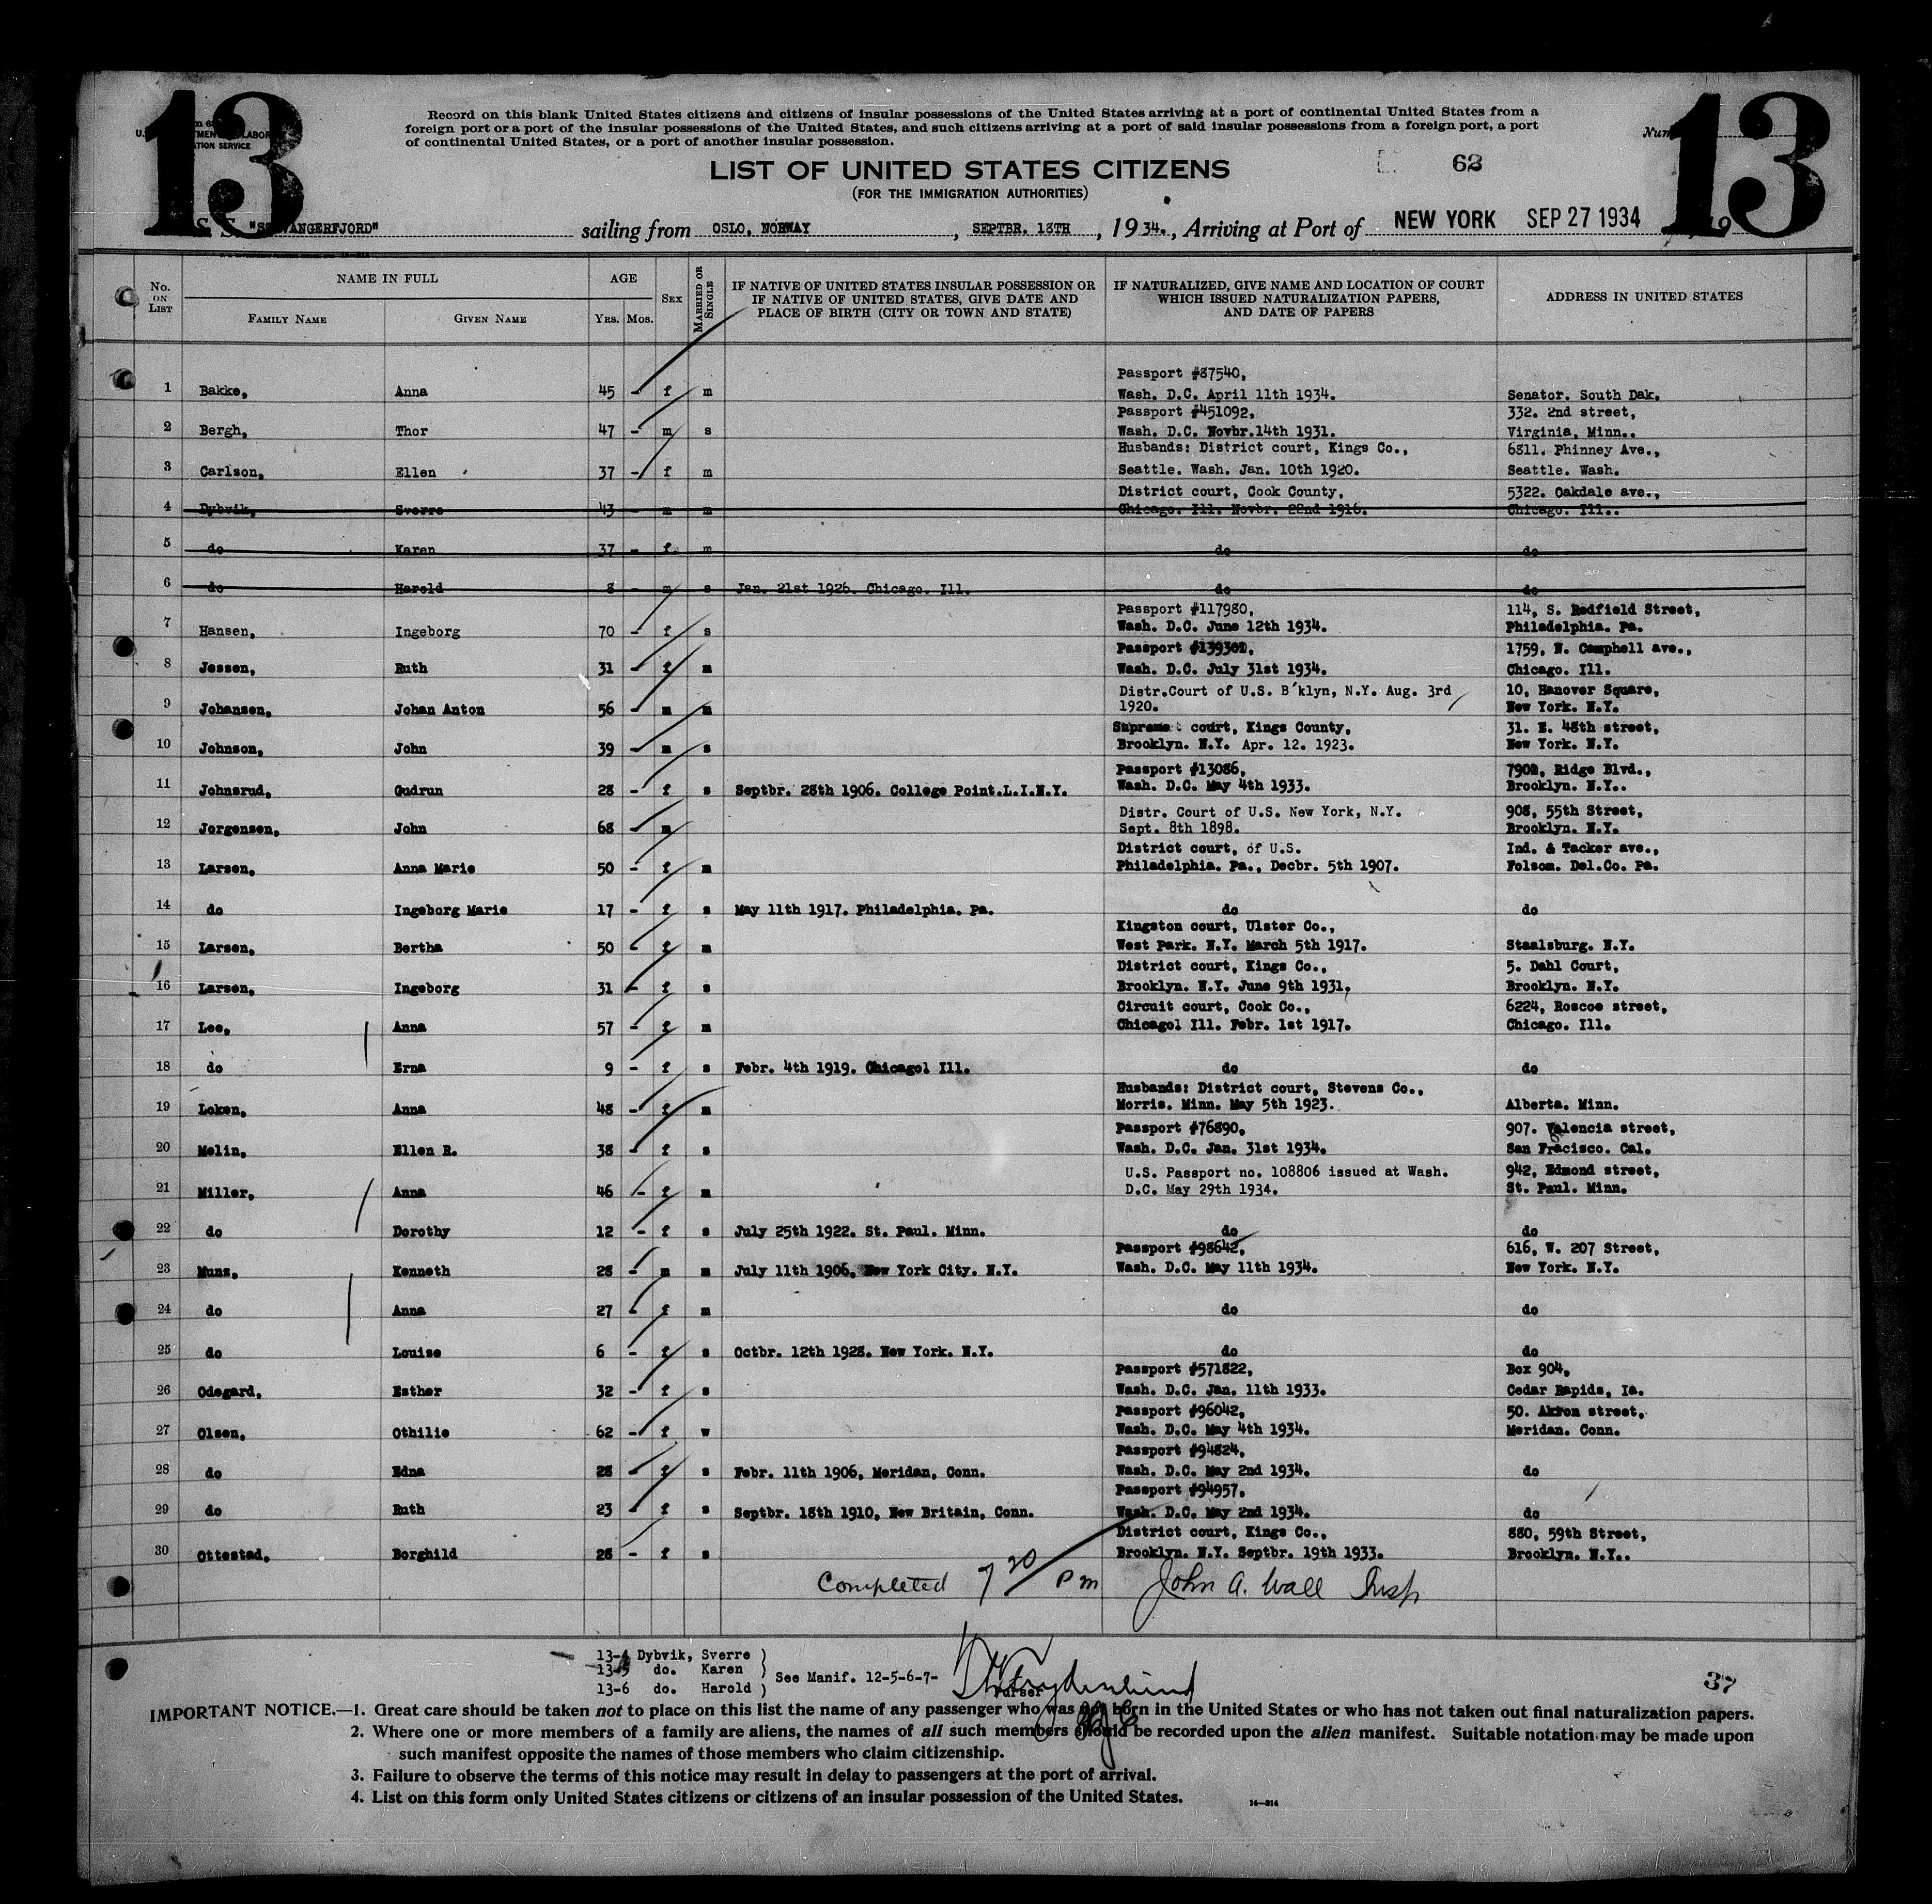 13
13
Record on this blank United States citizens and citizens of insular possessions of the United States arriving at a port of continental United States from a
foreign port or a port of the insular possessions of the United States, and such citizens arriving at a port of said insular possessions from a foreign port, a port
of continental United States, or a port of another insular possession.
LIST OF UNITED STATES CITIZENS
62
(FOR THE IMMIGRATION AUTHORITIES)
S. S. sailing from OSLO, NORWAY, SEPTBR. 18TH, 1934., Arriving at Port of NEW YORK SEP 27 1934
No. ON LIST
NAME IN FULL
FAMILY NAME
GIVEN NAME
AGE
YRS. MOS.
SEX
MARRIED OR SINGLE
IF NATIVE OF UNITED STATES INSULAR POSSESSION OR
IF NATIVE OF UNITED STATES, GIVE DATE AND
PLACE OF BIRTH (CITY OR TOWN AND STATE)
IF NATURALIZED, GIVE NAME AND LOCATION OF COURT
WHICH ISSUED NATURALIZATION PAPERS,
AND DATE OF PAPERS
ADDRESS IN UNITED STATES
Passport #87540,
1 Bakke, Anna 45 - f m Wash. D.C. April 11th 1934. Senator. South Dak.
Passport #451092, 332. 2nd street,
2 Bergh, Thor 47 - m s Wash. D.C. Novbr.14th 1931. Virginia, Minn..
Husbands: District court, Kings Co., 6811. Phinney Ave.,
3 Carlson, Ellen 37 - f m Seattle. Wash. Jan. 10th 1920. Seattle. Wash.
District court, Cook County, 5322. Oakdale ave.,
4 Dybvik, Sverre 43 - m m Chicago. Ill. Novbr. 22nd 1916. Chicago. Ill..
5 do Karen 37 - f. m do do
6 do Harold 8 - m s Jan. 21st 1926. Chicago. Ill. do do
Passport #117980, 114, S. Redfield Street,
7 Hansen, Ingeborg 70 - f s Wash. D.C. June 12th 1934. Philadelphia. Pa.
Passport 1759, N. Campbell ave.,
8 Jessen, Ruth 31 - f m Wash. D.C. July 31st 1934. Chicago. Ill.
Distr.Court of U.S. B'klyn, N.Y. Aug. 3rd 10, Hanover Square,
9 Johansen, Johan Anton 56 - m m 1920. New York. N.Y.
Supreme court, Kings County, 31. E. 48th street,
10 Johnson, John 39 - m s Brooklyn. N.Y. Apr. 12. 1923. New York. N.Y.
Passport #13086, 7902, Ridge Blvd.,
11 Johnsrud, Gudrun 28 - f s Septbr. 28th 1906. College Point.L.I.N.Y. Wash. D.C. May 4th 1933. Brooklyn. N.Y..
Distr. Court of U.S. New York, N.Y. 908, 55th Street,
12 Jorgensen, John 68 - m Sept. 8th 1898. Brooklyn. N.Y.
District court, of U.S. Ind. & Tacker ave.,
13 Larsen, Anna Marie 50 - f m Philadelphia. Pa., Decbr. 5th 1907. Folsom. Del.Co. Pa.
14 do Ingeborg Marie 17 - f s May 11th 1917. Philadelphia. Pa. do do
Kingston court, Ulster Co.,
15 Larsen, Bertha 50 - f m West Park. N.Y. March 5th 1917. Staalsburg. N.Y.
District court, Kings Co., 5. Dahl Court,
16 Larsen, Ingeborg 31 - f s Brooklyn. N.Y. June 9th 1931. Brooklyn. N.Y.
Circuit court, Cook Co., 6224, Roscoe street,
17 Lee, Anna 57 - f m Chicago1 Ill. Febr. 1st 1917. Chicago. Ill.
18 do Erna 9 - f s Febr. 4th 1919. Chicago1 Ill. do do
Husbands: District court, Stevens Co.,
19 Loken, Anna 48 - f m Morris. Minn. May 5th 1923. Alberta. Minn.
Passport #76890, 907. Valencia street,
20 Melin, Ellen R. 38 - f s Wash. D.C. Jan. 31st 1934. San Fracisco. Cal.
U.S. Passport no. 108806 issued at Wash. 942, Edmond street,
21 Miller, Anna 46 - f m D.C. May 29th 1934. St. Paul. Minn.
22 do Dorothy 12 - f s July 25th 1922. St. Paul. Minn. do do
Passport #98642, 616, W. 207 Street,
23 Munz, Kenneth 28 - m m July 11th 1906, New York City. N.Y. Wash. D.C. May 11th 1934. New York. N.Y.
24 do Anna 27 - f m do do
25 do Louise 6 - f s Octbr. 12th 1928. New York. N.Y. do do
Passport #571822, Box 904,
26 Odegard, Esther 32 - f s Wash. D.C. Jan. 11th 1933. Cedar Rapids, Ia.
Passport #96042, 50. Akron street,
27 Olsen, Othilie 62 - f w Wash. D.C. May 4th 1934. Meridan. Conn.
Passport #94824,
28 do Edna 28 - f s Febr. 11th 1906, Meridan, Conn. Wash. D.C. May 2nd 1934. do
Passport #94957,
29 do Ruth 23 - f s Septbr. 18th 1910, New Britain, Conn. Wash. D.C. May 2nd 1934. do
District court, Kings Co., 880, 59th Street,
30 Ottestad, Borghild 28 - f s Brooklyn. N.Y. Septbr. 19th 1933. Brooklyn. N.Y..
Completed 7 20 Pm John A. Wall Insp
13-4 Dybvik, Sverre )
13-5 do. Karen ) See Manif. 12-5-6-7-
13-6 do. Harold )
Purser
37
IMPORTANT NOTICE.—1. Great care should be taken not to place on this list the name of any passenger who was not born in the United States or who has not taken out final naturalization papers.
2. Where one or more members of a family are aliens, the names of all such members should be recorded upon the alien manifest. Suitable notation may be made upon
such manifest opposite the names of those members who claim citizenship.
3. Failure to observe the terms of this notice may result in delay to passengers at the port of arrival.
4. List on this form only United States citizens or citizens of an insular possession of the United States.
14—314